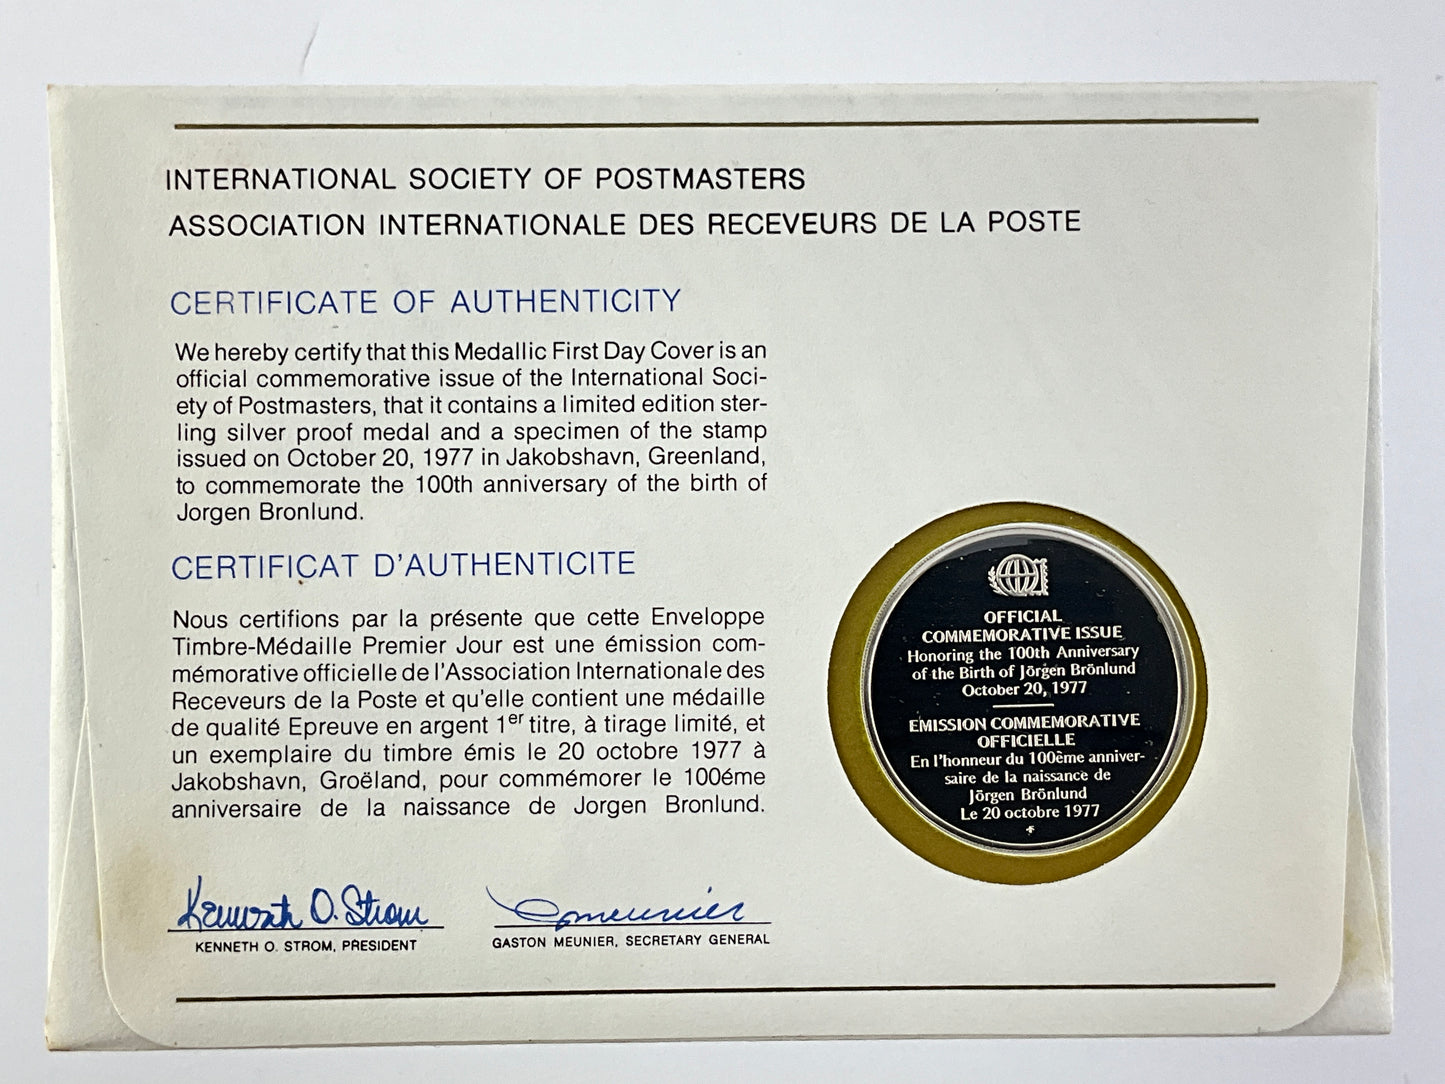 INTERNATIONAL SOCIETY OF POSTMASTERS
ASSOCIATION INTERNATIONALE DES RECEVEURS DE LA POSTE
CERTIFICATE OF AUTHENTICITY
We hereby certify that this Medallic First Day Cover is an
official commemorative issue of the International Soci-
ety of Postmasters, that it contains a limited edition ster-
ling silver proof medal and a specimen of the stamp
issued on October 20, 1977 in Jakobshavn, Greenland,
to commemorate the 100th anniversary of the birth of
Jorgen Bronlund.
CERTIFICAT D'AUTHENTICITE
Nous certifions par la présente que cette Enveloppe
Timbre-Médaille Premier Jour est une émission com-
mémorative officielle de l'Association Internationale des
Receveurs de la Poste et qu'elle contient une médaille
de qualité Epreuve en argent 1er titre, à tirage limité, et
un exemplaire du timbre émis le 20 octobre 1977 à
Jakobshavn, Groëland, pour commémorer le 100éme
anniversaire de la naissance de Jorgen Bronlund.
Kenneth O. Strom
KENNETH O. STROM, PRESIDENT
GMeunier
GASTON MEUNIER, SECRETARY GENERAL
OFFICIAL
COMMEMORATIVE ISSUE
Honoring the 100th Anniversary
of the Birth of Jörgen Brönlund
October 20, 1977
EMISSION COMMEMORATIVE
OFFICIELLE
En l'honneur du 100ème anniver-
saire de la naissance de
Jörgen Brönlund
Le 20 octobre 1977